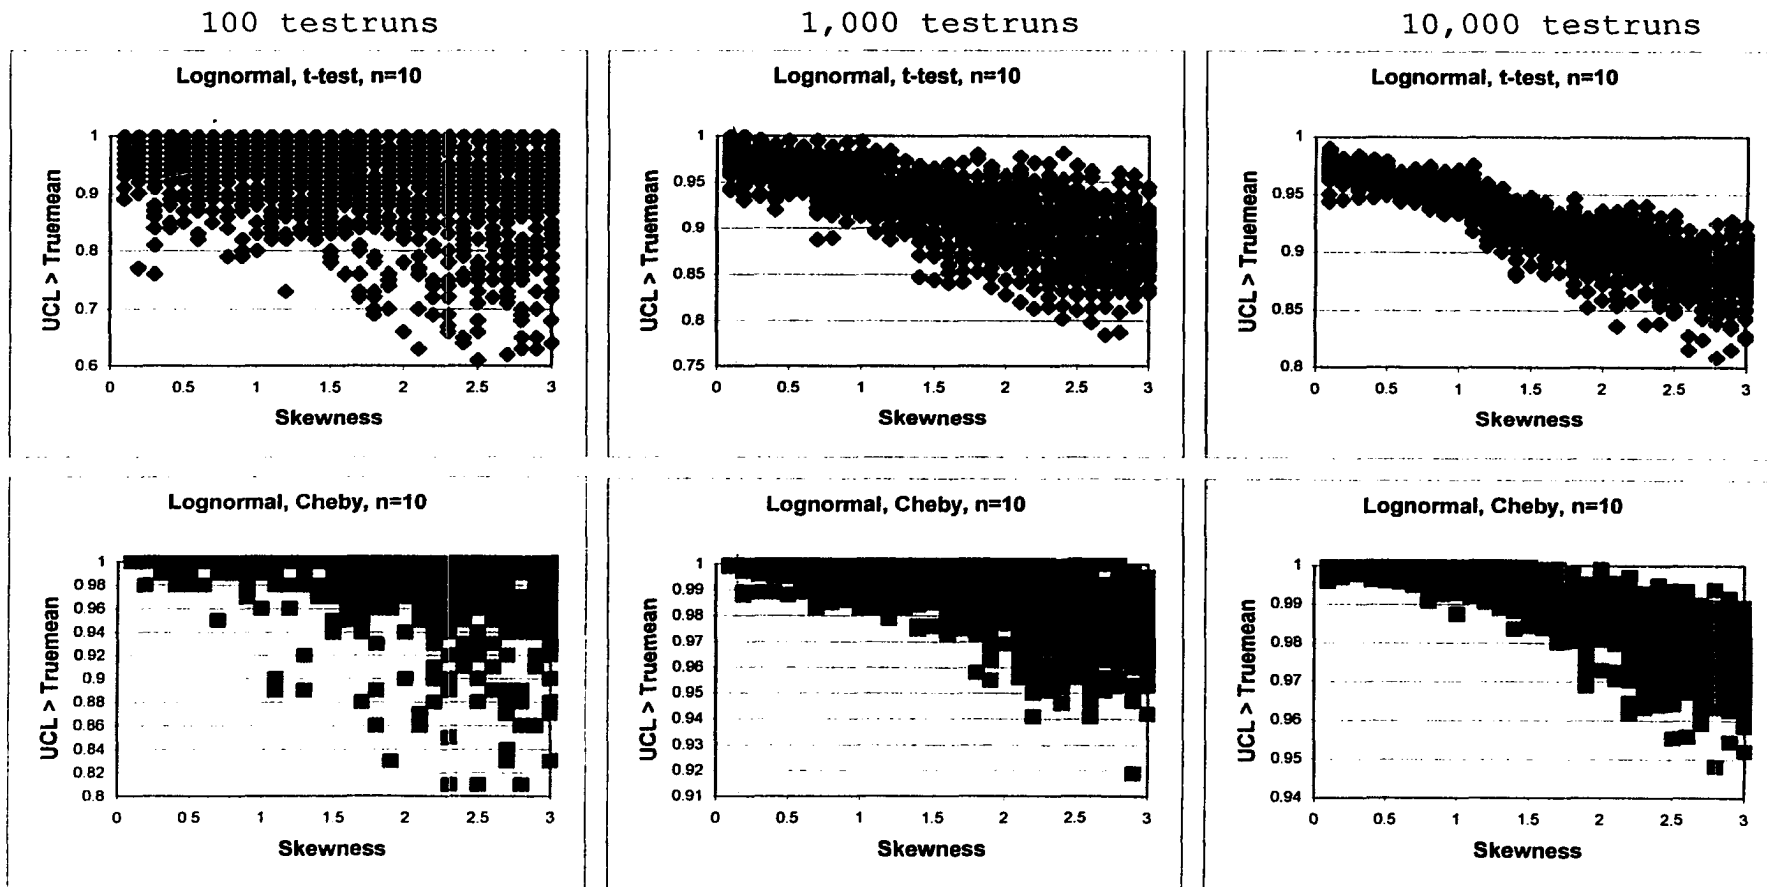 100 testruns
1,000 testruns
10,000 testruns
Lognormal, t-test, n=10
1
0.9
0.8
0.7
0.6
UCL > Truemean
0 0.5 1 1.5 2 2.5 3
Skewness
Lognormal, t-test, n=10
1
0.95
0.9
0.85
0.8
0.75
UCL > Truemean
0 0.5 1 1.5 2 2.5 3
Skewness
Lognormal, t-test, n=10
1
0.95
0.9
0.85
0.8
UCL > Truemean
0 0.5 1 1.5 2 2.5 3
Skewness
Lognormal, Cheby, n=10
1
0.98
0.96
0.94
0.92
0.9
0.88
0.86
0.84
0.82
0.8
UCL > Truemean
0 0.5 1 1.5 2 2.5 3
Skewness
Lognormal, Cheby, n=10
1
0.99
0.98
0.97
0.96
0.95
0.94
0.93
0.92
0.91
UCL > Truemean
0 0.5 1 1.5 2 2.5 3
Skewness
Lognormal, Cheby, n=10
1
0.99
0.98
0.97
0.96
0.95
0.94
UCL > Truemean
0 0.5 1 1.5 2 2.5 3
Skewness